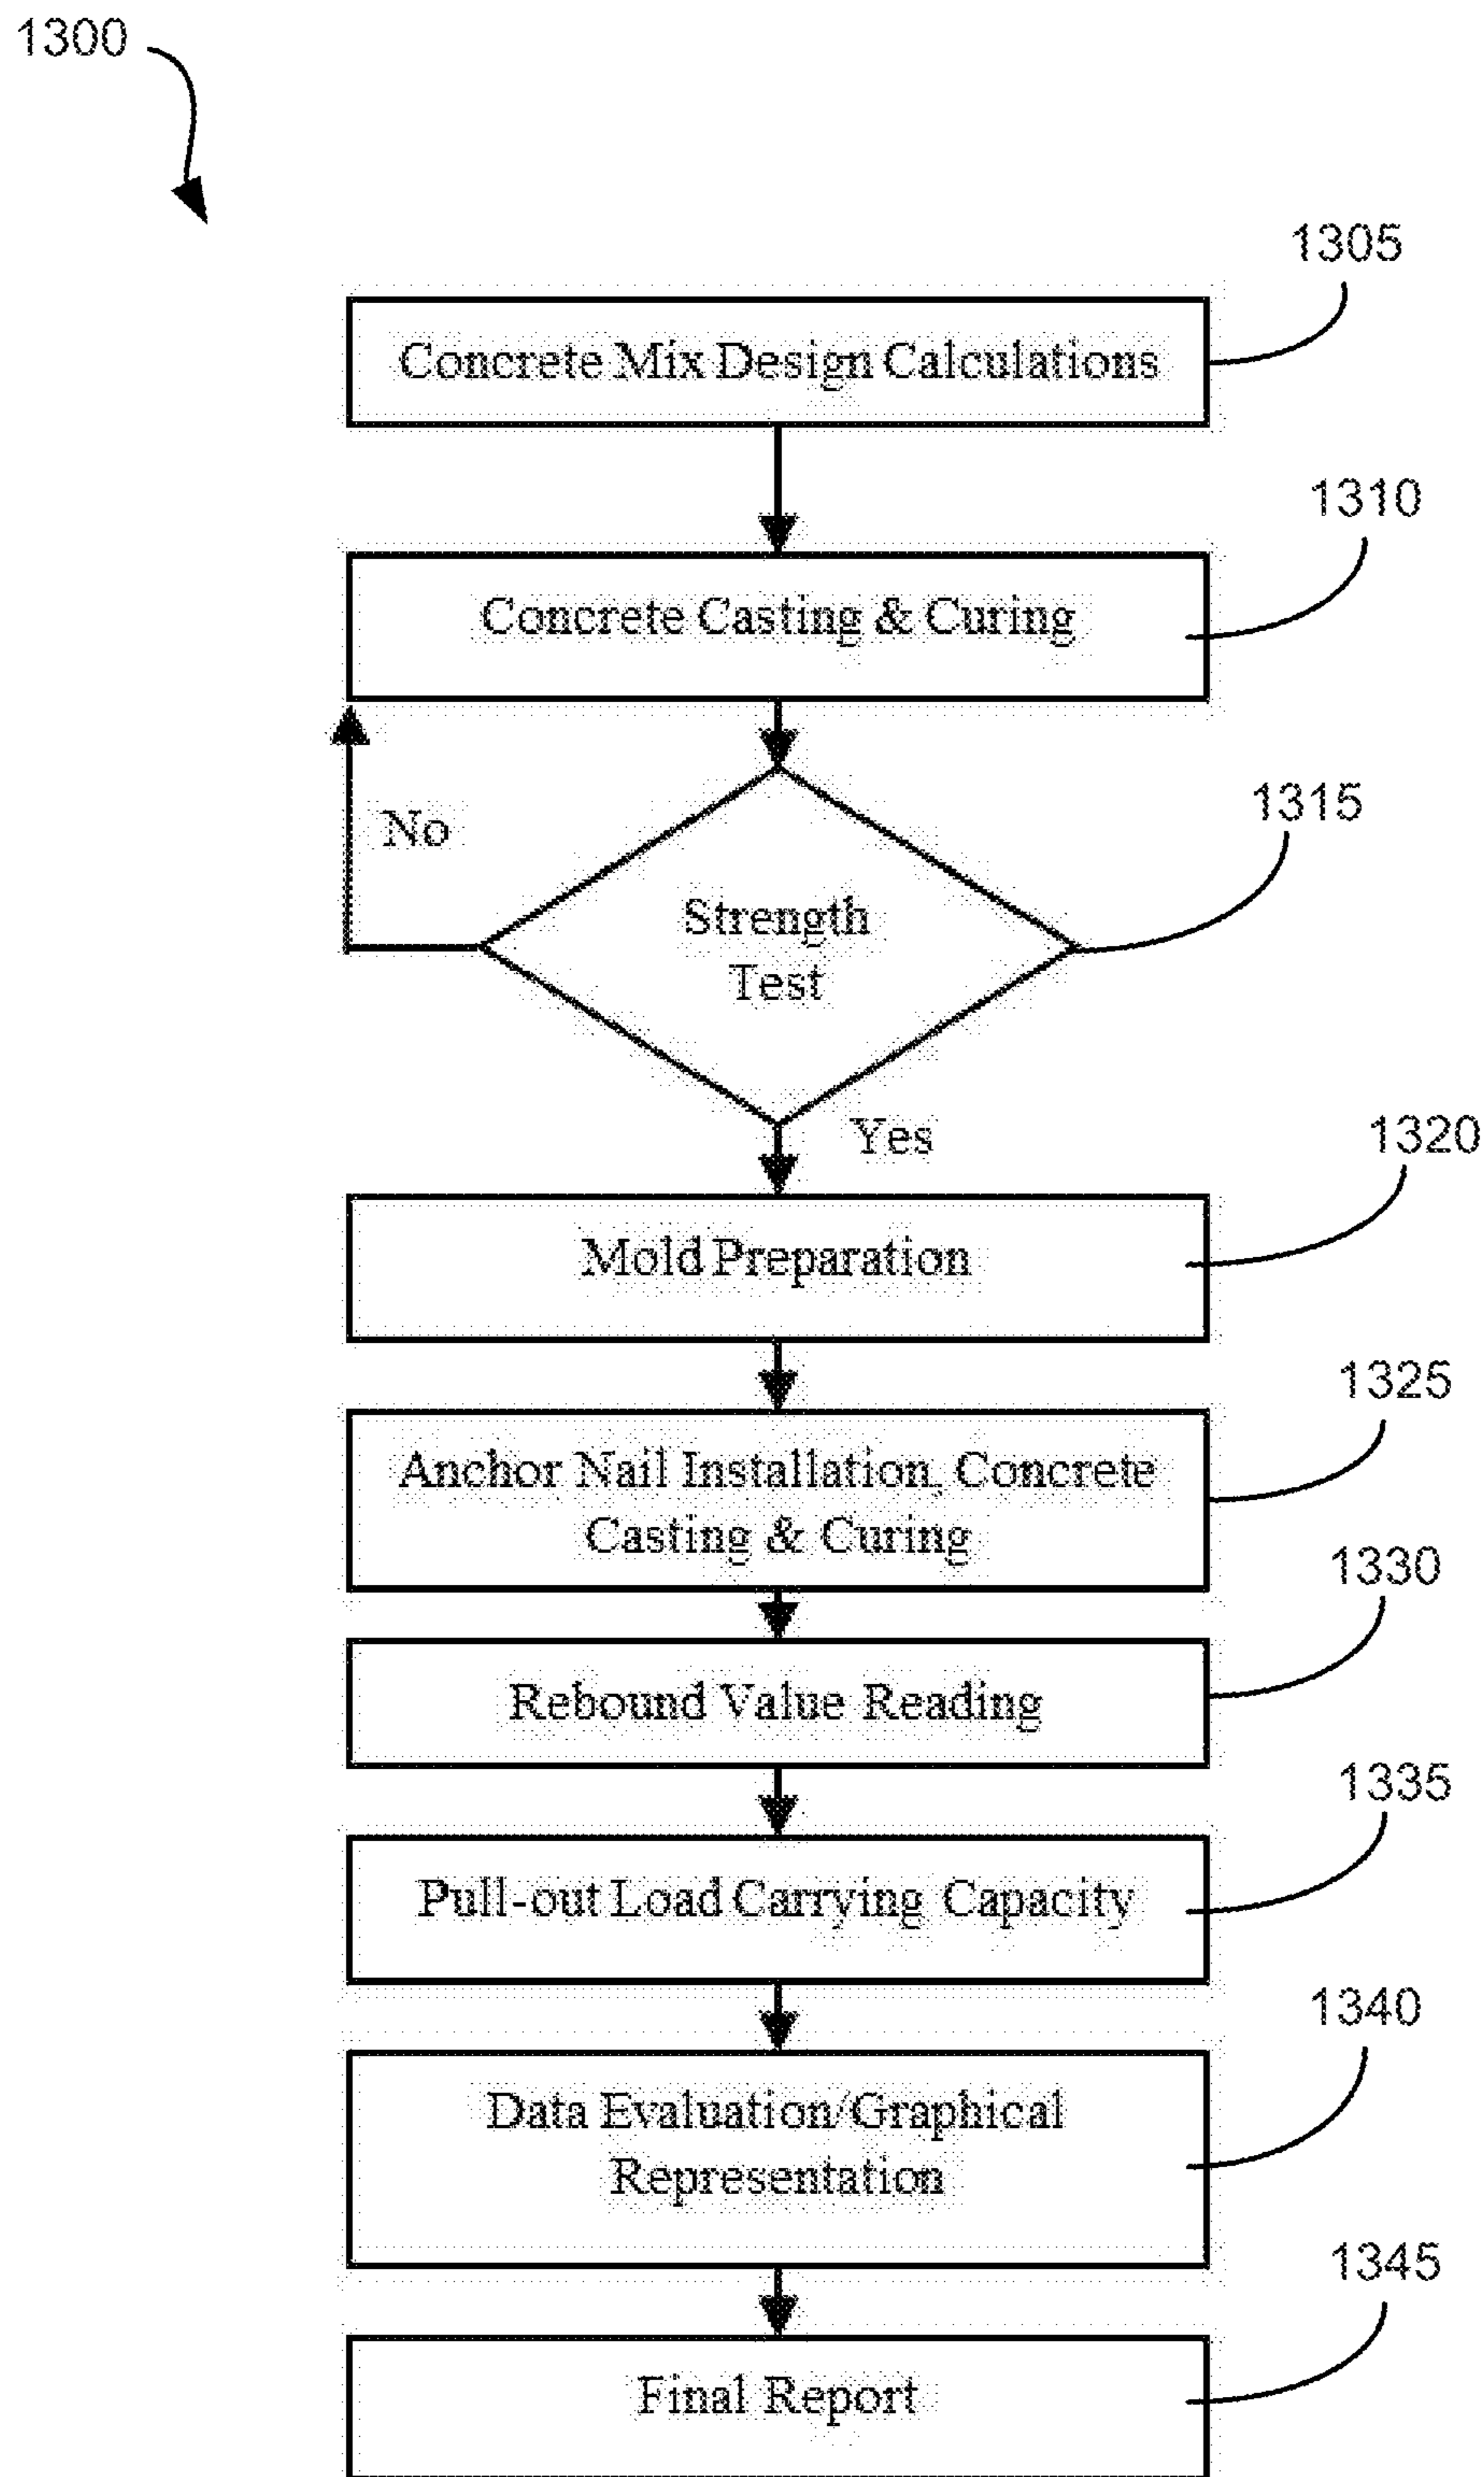 1300
1305
Concrete Mix Design Calculations
1310
Concrete Casting & Curing
No
1315
Strength
Test
Yes
1320
Mold Preparation
1325
Anchor Nail Installation, Concrete
Casting & Curing
1330
Rebound Value Reading
1335
Pull-out Load Carrying Capacity
1340
Data Evaluation/Graphical
Representation
1345
Final Report